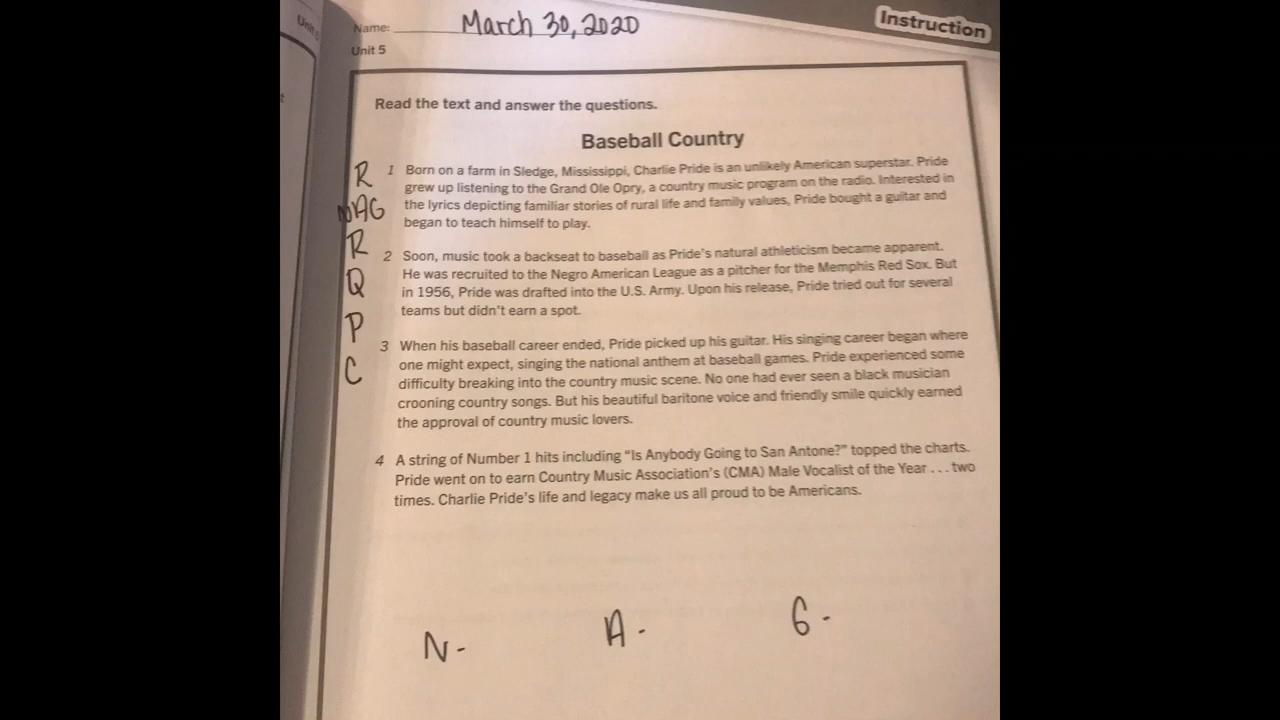 Unit 5
Name: March 30, 2020
Instruction
Unit 5
Read the text and answer the questions.
Baseball Country
R
NAG
R
Q
P
C
1 Born on a farm in Sledge, Mississippi, Charlie Pride is an unlikely American superstar. Pride
grew up listening to the Grand Ole Opry, a country music program on the radio. Interested in
the lyrics depicting familiar stories of rural life and family values, Pride bought a guitar and
began to teach himself to play.
2 Soon, music took a backseat to baseball as Pride's natural athleticism became apparent.
He was recruited to the Negro American League as a pitcher for the Memphis Red Sox. But
in 1956, Pride was drafted into the U.S. Army. Upon his release, Pride tried out for several
teams but didn't earn a spot.
3 When his baseball career ended, Pride picked up his guitar. His singing career began where
one might expect, singing the national anthem at baseball games. Pride experienced some
difficulty breaking into the country music scene. No one had ever seen a black musician
crooning country songs. But his beautiful baritone voice and friendly smile quickly earned
the approval of country music lovers.
4 A string of Number 1 hits including "Is Anybody Going to San Antone?" topped the charts.
Pride went on to earn Country Music Association's (CMA) Male Vocalist of the Year . . . two
times. Charlie Pride's life and legacy make us all proud to be Americans.
N - A - G -